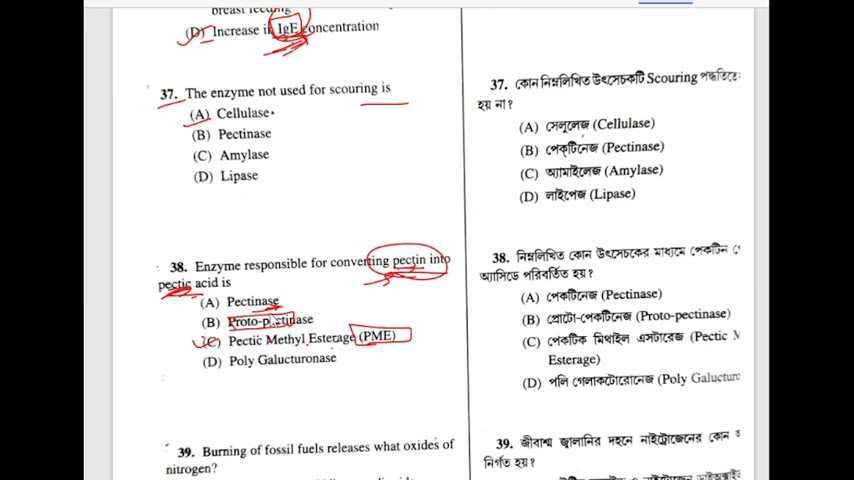 breast feeding
(D) Increase in IgE concentration
37. The enzyme not used for scouring is
(A) Cellulase
(B) Pectinase
(C) Amylase
(D) Lipase
38. Enzyme responsible for converting pectin into
pectic acid is
(A) Pectinase
(B) Proto-pectinase
(C) Pectic Methyl Esterage (PME)
(D) Poly Galucturonase
39. Burning of fossil fuels releases what oxides of
nitrogen?
37. কোন নিম্নলিখিত উৎসেচকটি Scouring পদ্ধতিতে
হয় না?
(A) সেলুলেজ (Cellulase)
(B) পেক্‌টিনেজ (Pectinase)
(C) অ্যামাইলেজ (Amylase)
(D) লাইপেজ (Lipase)
38. নিম্নলিখিত কোন উৎসেচকের মাধ্যমে পেকটিন
অ্যাসিডে পরিবর্তিত হয়?
(A) পেকটিনেজ (Pectinase)
(B) প্রোটো-পেকটিনেজ (Proto-pectinase)
(C) পেকটিক মিথাইল এসটারেজ (Pectic M
Esterage)
(D) পলি গেলাকটোরোনেজ (Poly Galucturo
39. জীবাশ্ম জ্বালানির দহনে নাইট্রোজেনের কোন
নির্গত হয়?